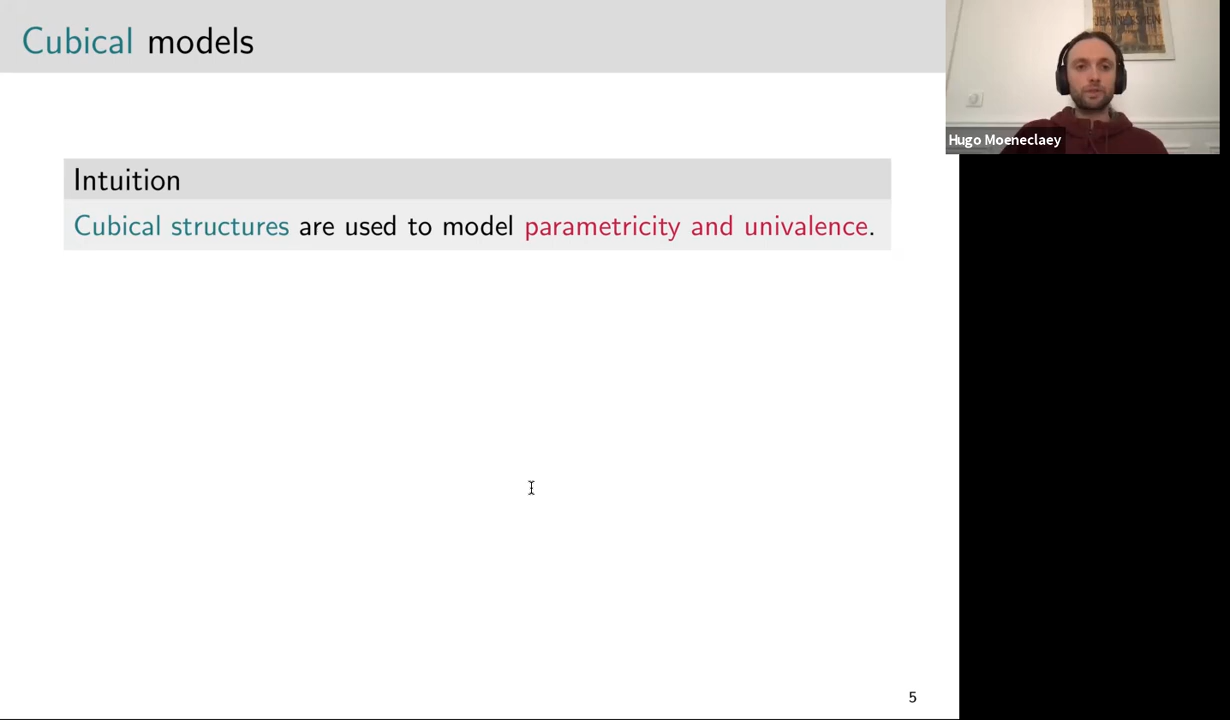 Cubical models
Intuition
Cubical structures are used to model parametricity and univalence.
5
Hugo Moeneclaey